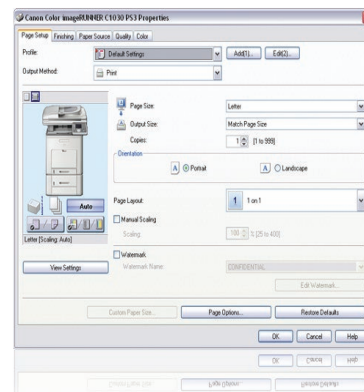 Canon Color imageRUNNER C1030 PS3 Properties
Page Setup Finishing Paper Source Quality Color
Profile: Default Settings Add(1)... Edit(2)...
Output Method: Print
Page Size: Letter
Output Size: Match Page Size
Copies: 1 [1 to 999]
Orientation
A Portrait A Landscape
Auto
Page Layout: 1 1 on 1
Manual Scaling
Scaling: 100 % [25 to 400]
Letter [Scaling: Auto]
Watermark
View Settings Watermark Name: CONFIDENTIAL
Edit Watermark...
Custom Paper Size... Page Options... Restore Defaults
OK Cancel Help